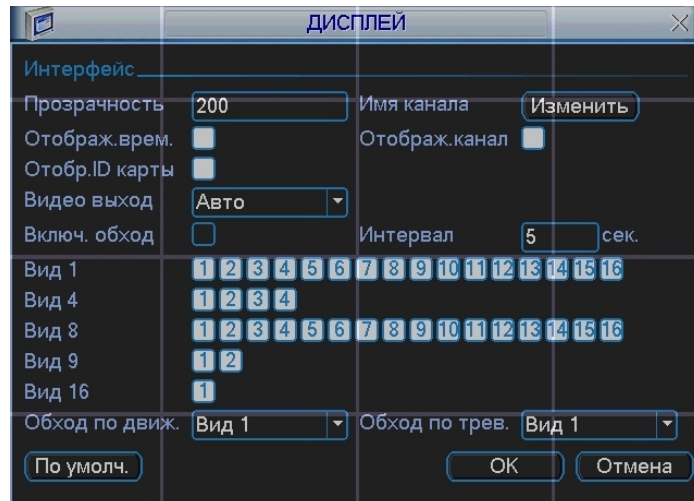 ДИСПЛЕЙ
Интерфейс
Прозрачность 200 Имя канала Изменить
Отображ.врем. Отображ.канал
Отобр.ID карты
Видео выход Авто
Включ. обход Интервал 5 сек.
Вид 1 1 2 3 4 5 6 7 8 9 10 11 12 13 14 15 16
Вид 4 1 2 3 4
Вид 8 1 2 3 4 5 6 7 8 9 10 11 12 13 14 15 16
Вид 9 1 2
Вид 16 1
Обход по движ. Вид 1 Обход по трев. Вид 1
По умолч. OK Отмена